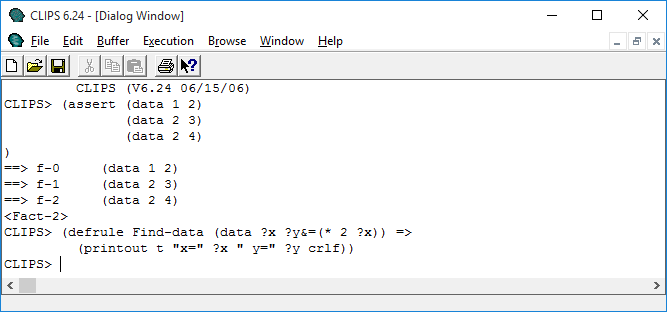 CLIPS 6.24 - [Dialog Window]
File Edit Buffer Execution Browse Window Help
         CLIPS (V6.24 06/15/06)
CLIPS> (assert (data 1 2)
               (data 2 3)
               (data 2 4)
)
==> f-0     (data 1 2)
==> f-1     (data 2 3)
==> f-2     (data 2 4)
<Fact-2>
CLIPS> (defrule Find-data (data ?x ?y&=(* 2 ?x)) =>
         (printout t "x=" ?x " y=" ?y crlf))
CLIPS>